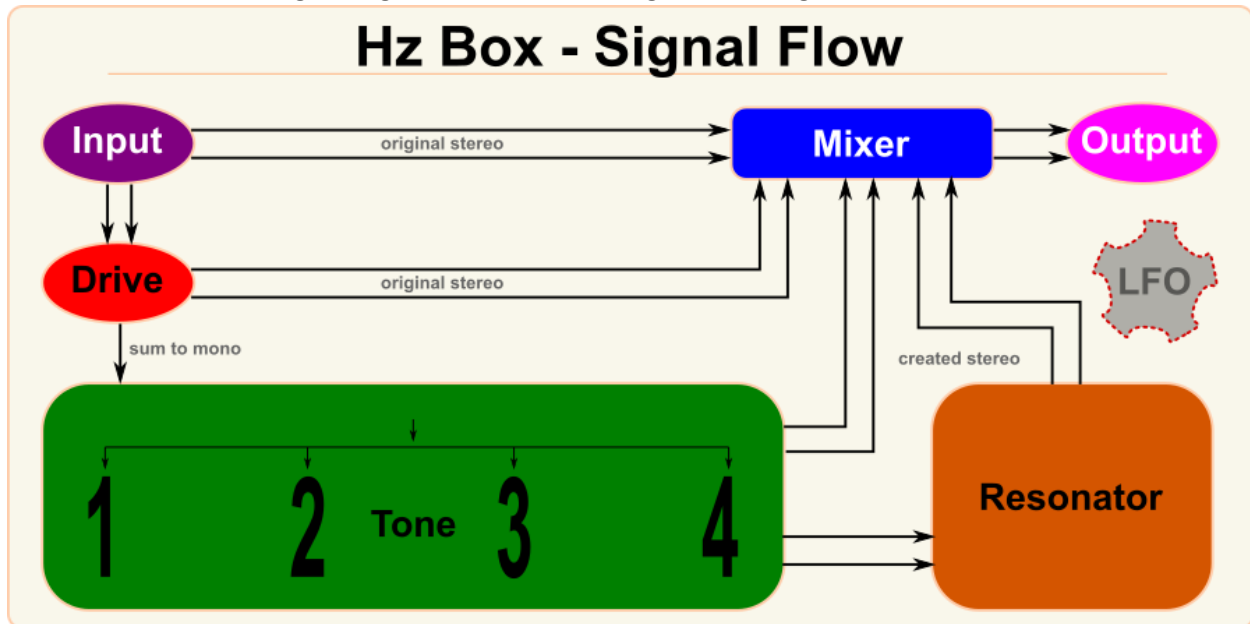 Hz Box - Signal Flow
Input
original stereo
Mixer
Output
Drive
original stereo
LFO
sum to mono
created stereo
1 2 Tone 3 4
Resonator